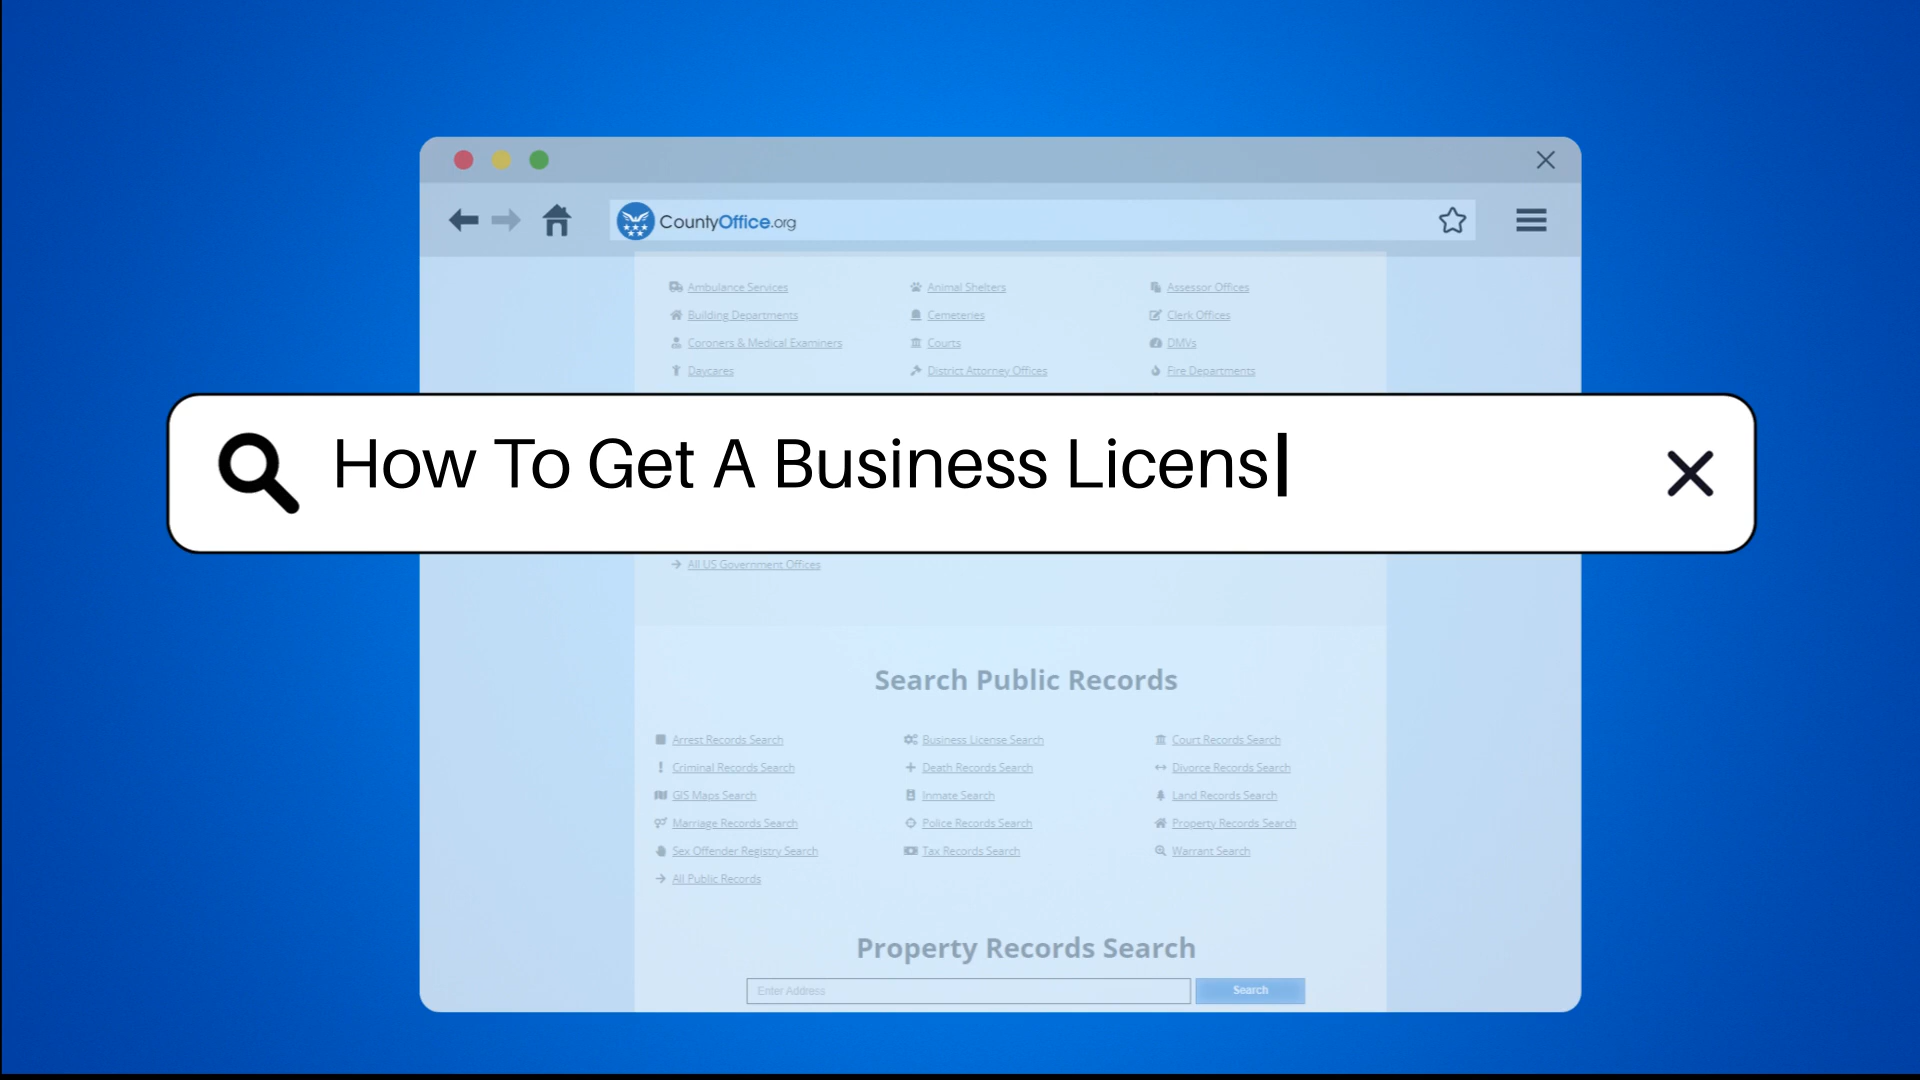 CountyOffice.org
Ambulance Services Animal Shelters Assessor Offices
Building Departments Cemeteries Clerk Offices
Coroners & Medical Examiners Courts DMVs
Daycares District Attorney Offices Fire Departments
How To Get A Business Licens
All US Government Offices
Search Public Records
Arrest Records Search Business License Search Court Records Search
Criminal Records Search Death Records Search Divorce Records Search
GIS Maps Search Inmate Search Land Records Search
Marriage Records Search Police Records Search Property Records Search
Sex Offender Registry Search Tax Records Search Warrant Search
All Public Records
Property Records Search
Enter Address Search